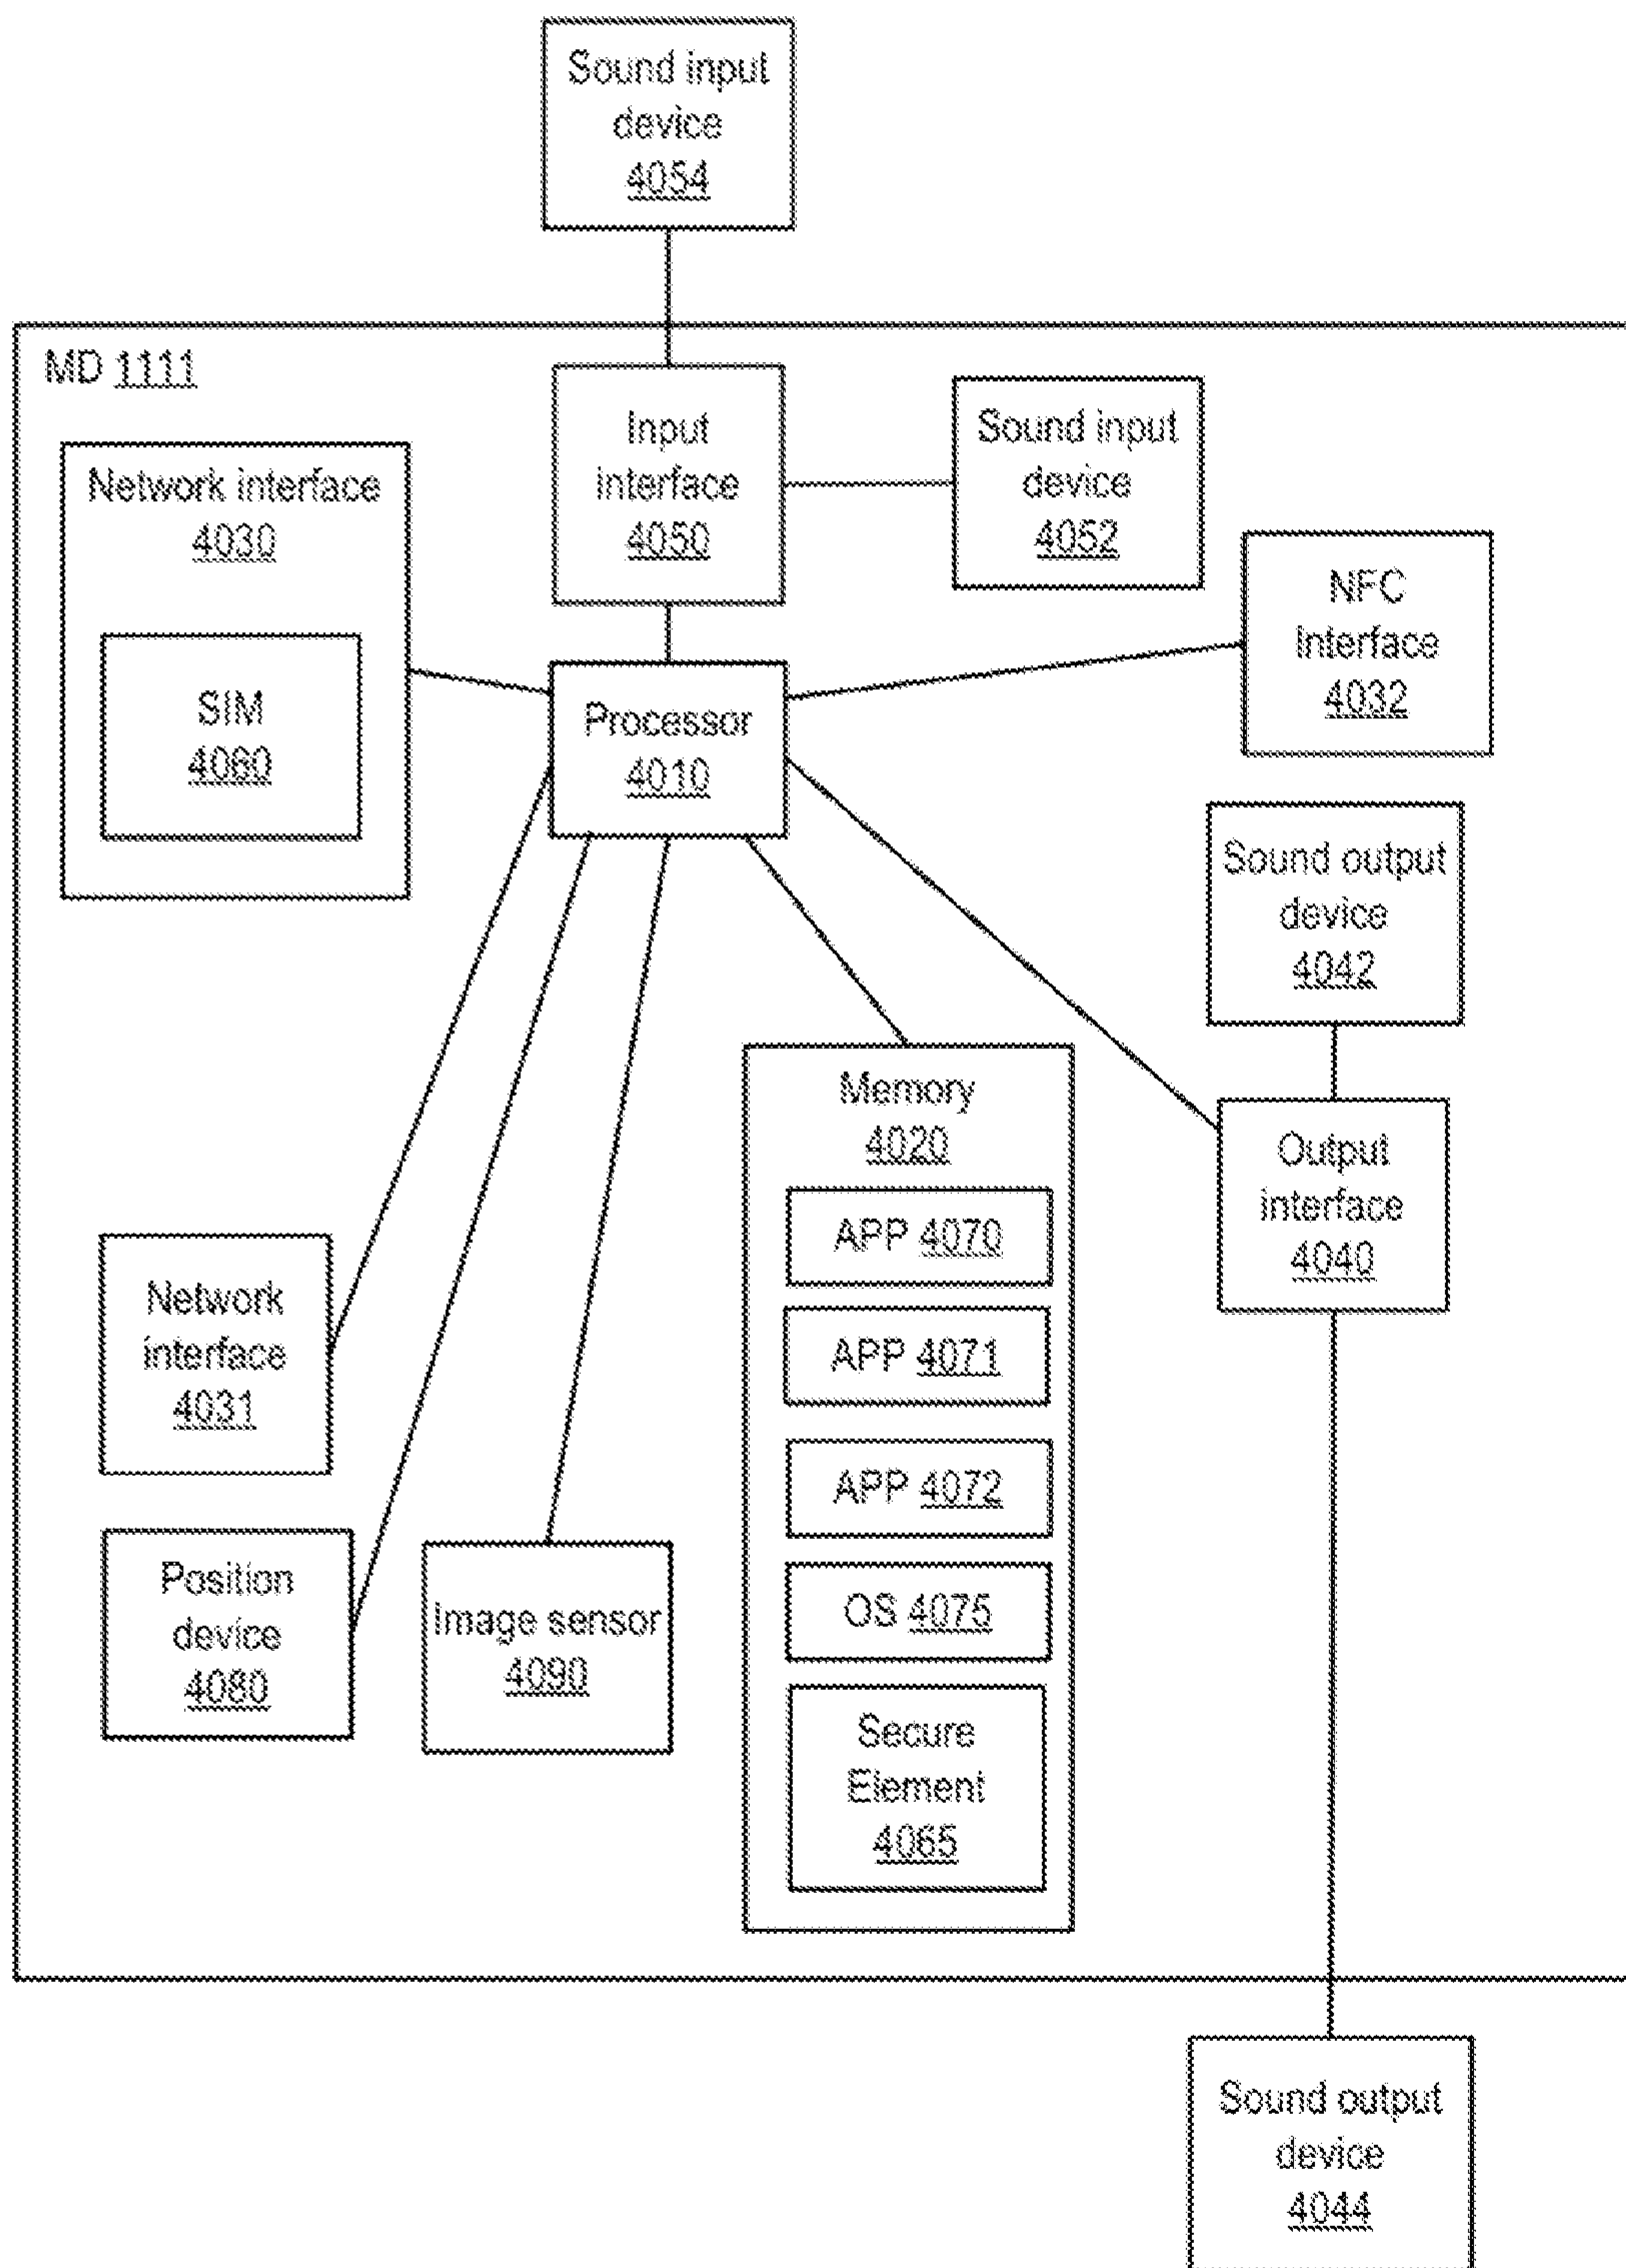 Sound input
device
4054
MD 1111
Network interface
4030
SIM
4060
Input
interface
4050
Sound input
device
4052
NFC
Interface
4032
Processor
4010
Sound output
device
4042
Memory
4020
APP 4070
APP 4071
APP 4072
OS 4075
Secure
Element
4065
Output
interface
4040
Network
interface
4031
Position
device
4080
Image sensor
4090
Sound output
device
4044